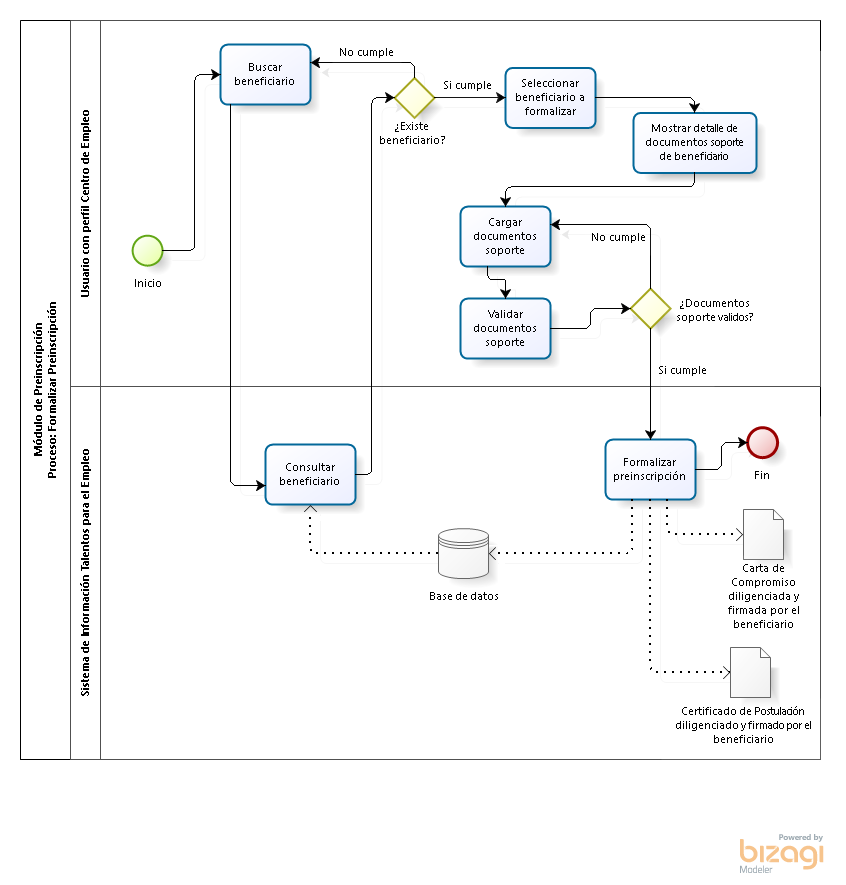 Módulo de Preinscripción
Proceso: Formalizar Preinscripción
Usuario con perfil Centro de Empleo
Buscar
beneficiario
No cumple
¿Existe
beneficiario?
Si cumple
Seleccionar
beneficiario a
formalizar
Mostrar detalle de
documentos soporte
de beneficiario
Inicio
Cargar
documentos
soporte
No cumple
Validar
documentos
soporte
¿Documentos
soporte validos?
Si cumple
Sistema de Información Talentos para el Empleo
Consultar
beneficiario
Formalizar
preinscripción
Fin
Base de datos
Carta de
Compromiso
diligenciada y
firmada por el
beneficiario
Certificado de Postulación
diligenciado y firmado por el
beneficiario
Powered by
bizagi
Modeler